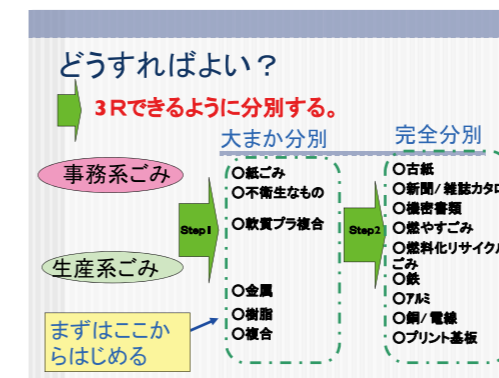 どうすればよい？
３Ｒできるように分別する。
大まか分別
完全分別
事務系ごみ
生産系ごみ
Step1
○紙ごみ
○不衛生なもの
○軟質プラ複合
○金属
○樹脂
○複合
Step2
○古紙
○新聞/雑誌カタロ
○機密書類
○燃やすごみ
○燃料化リサイクル
ごみ
○鉄
○アルミ
○銅/電線
○プリント基板
まずはここか
らはじめる